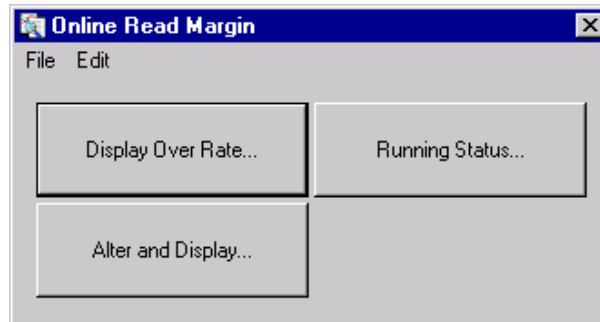 Online Read Margin
File Edit
Display Over Rate... Running Status...
Alter and Display...